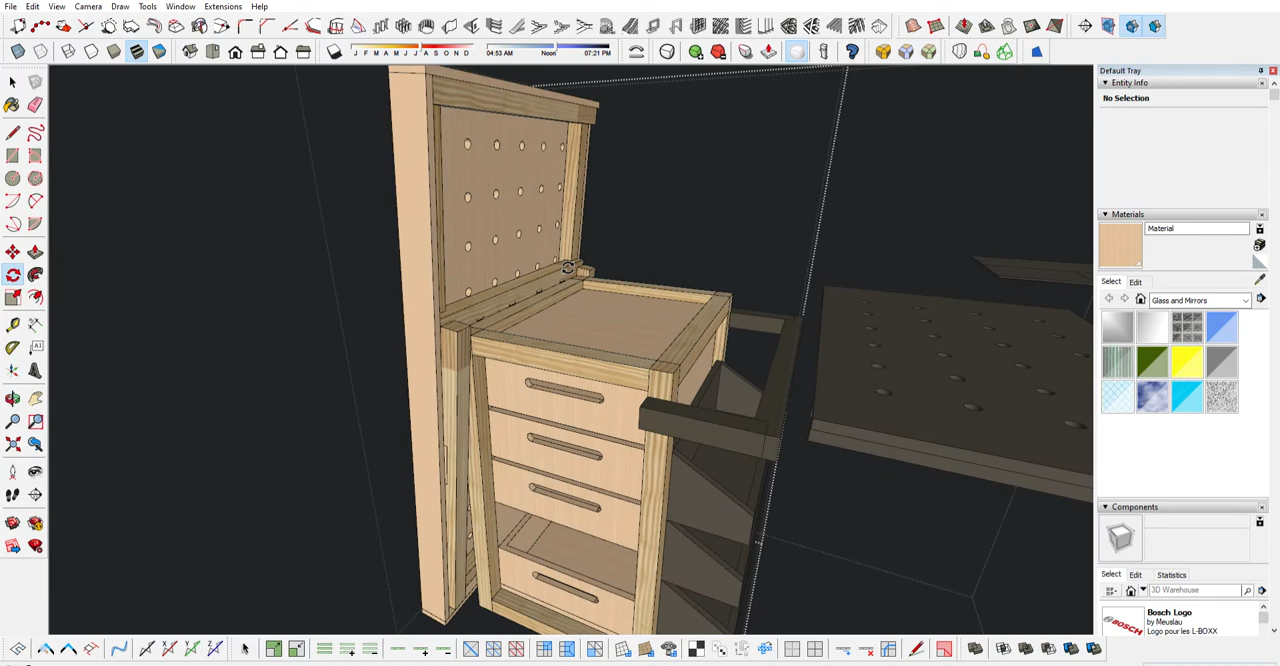 File Edit View Camera Draw Tools Window Extensions Help
J F M A M J J A S O N D
04:53 AM Noon 07:21 PM
Default Tray
Entity Info
No Selection
Materials
Material
Select Edit
Glass and Mirrors
Components
Select Edit Statistics
3D Warehouse
Bosch Logo
by Meuslau
Logo pour les L-BOXX
BOSCH